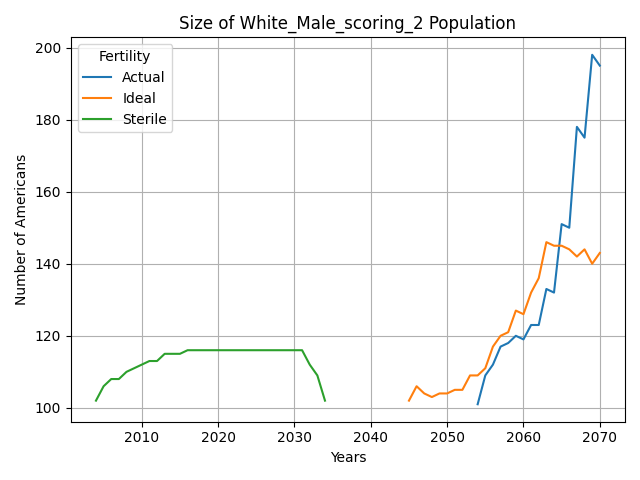 Size of White_Male_scoring_2 Population
Fertility
Actual
Ideal
Sterile
200
180
160
140
120
100
Number of Americans
2010 2020 2030 2040 2050 2060 2070
Years